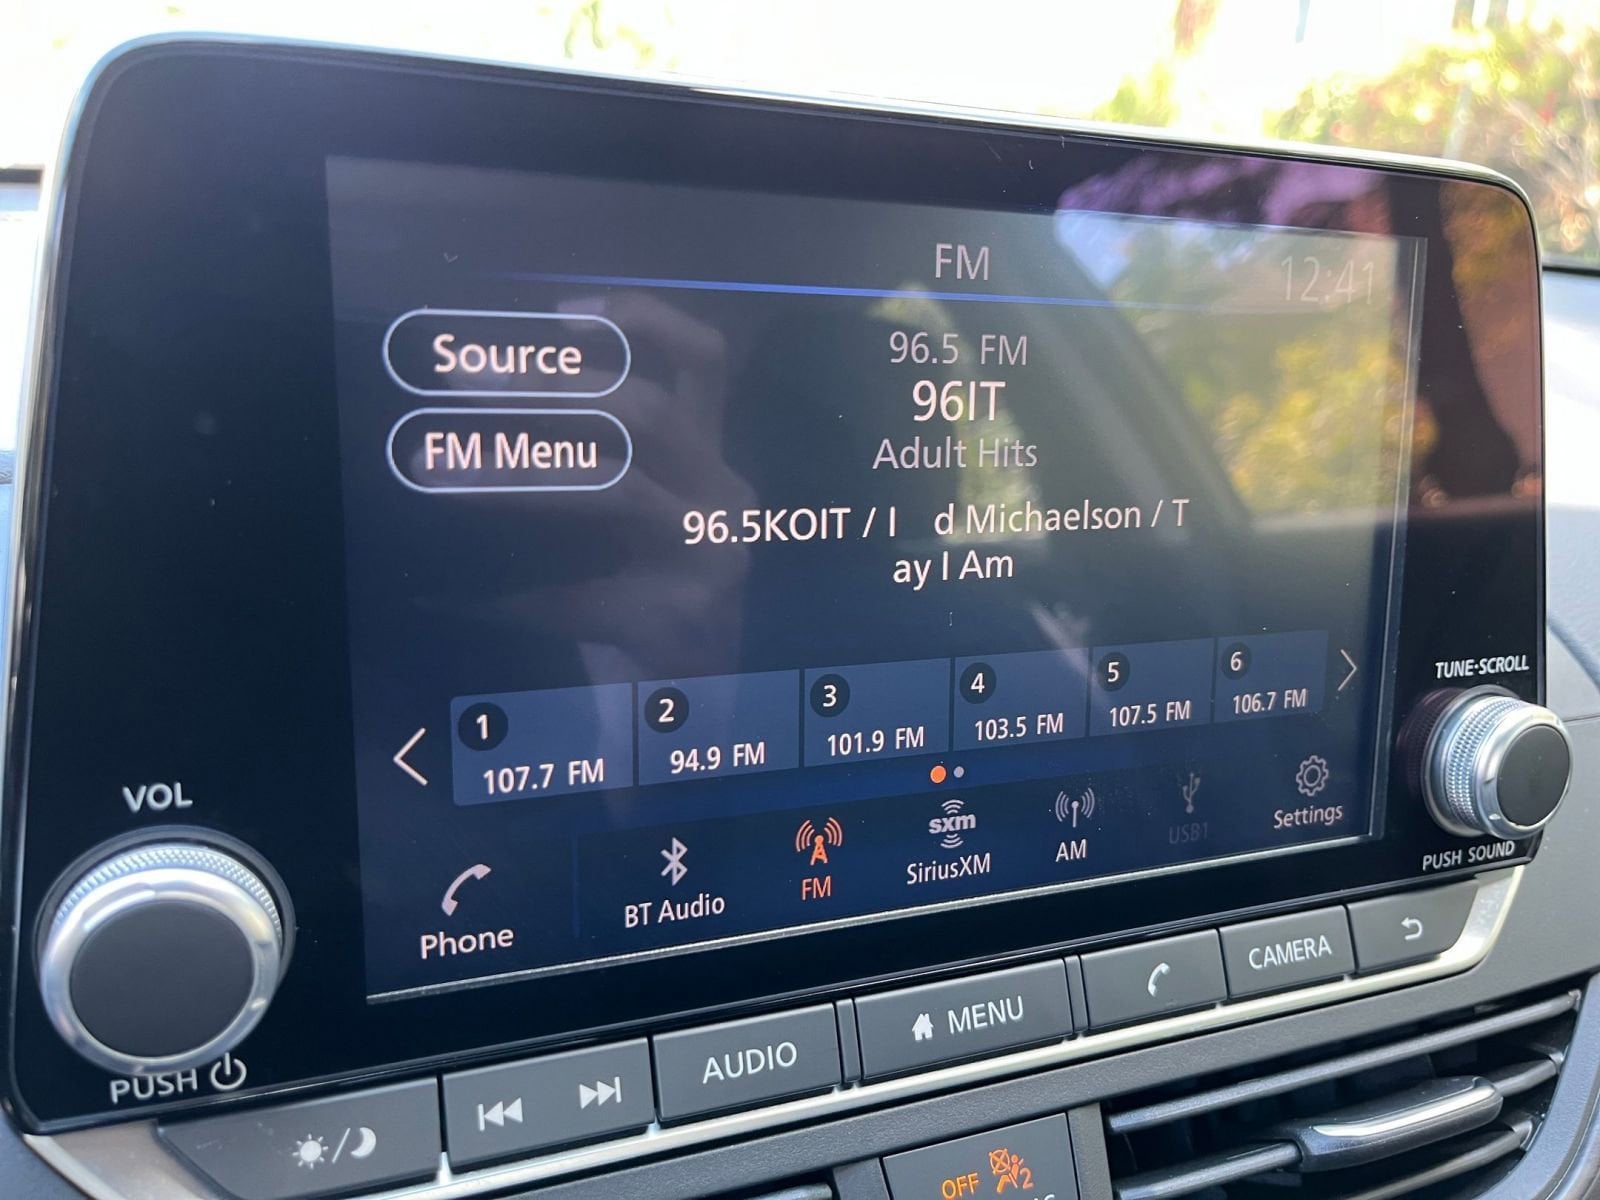 FM
12:41
Source
96.5 FM
96IT
FM Menu
Adult Hits
96.5KOIT / I d Michaelson / T
ay I Am
1
107.7 FM
2
94.9 FM
3
101.9 FM
4
103.5 FM
5
107.5 FM
6
106.7 FM
Phone
BT Audio
FM
sxm
SiriusXM
AM
USB1
Settings
VOL
PUSH
TUNE·SCROLL
PUSH SOUND
AUDIO
MENU
CAMERA
OFF
2